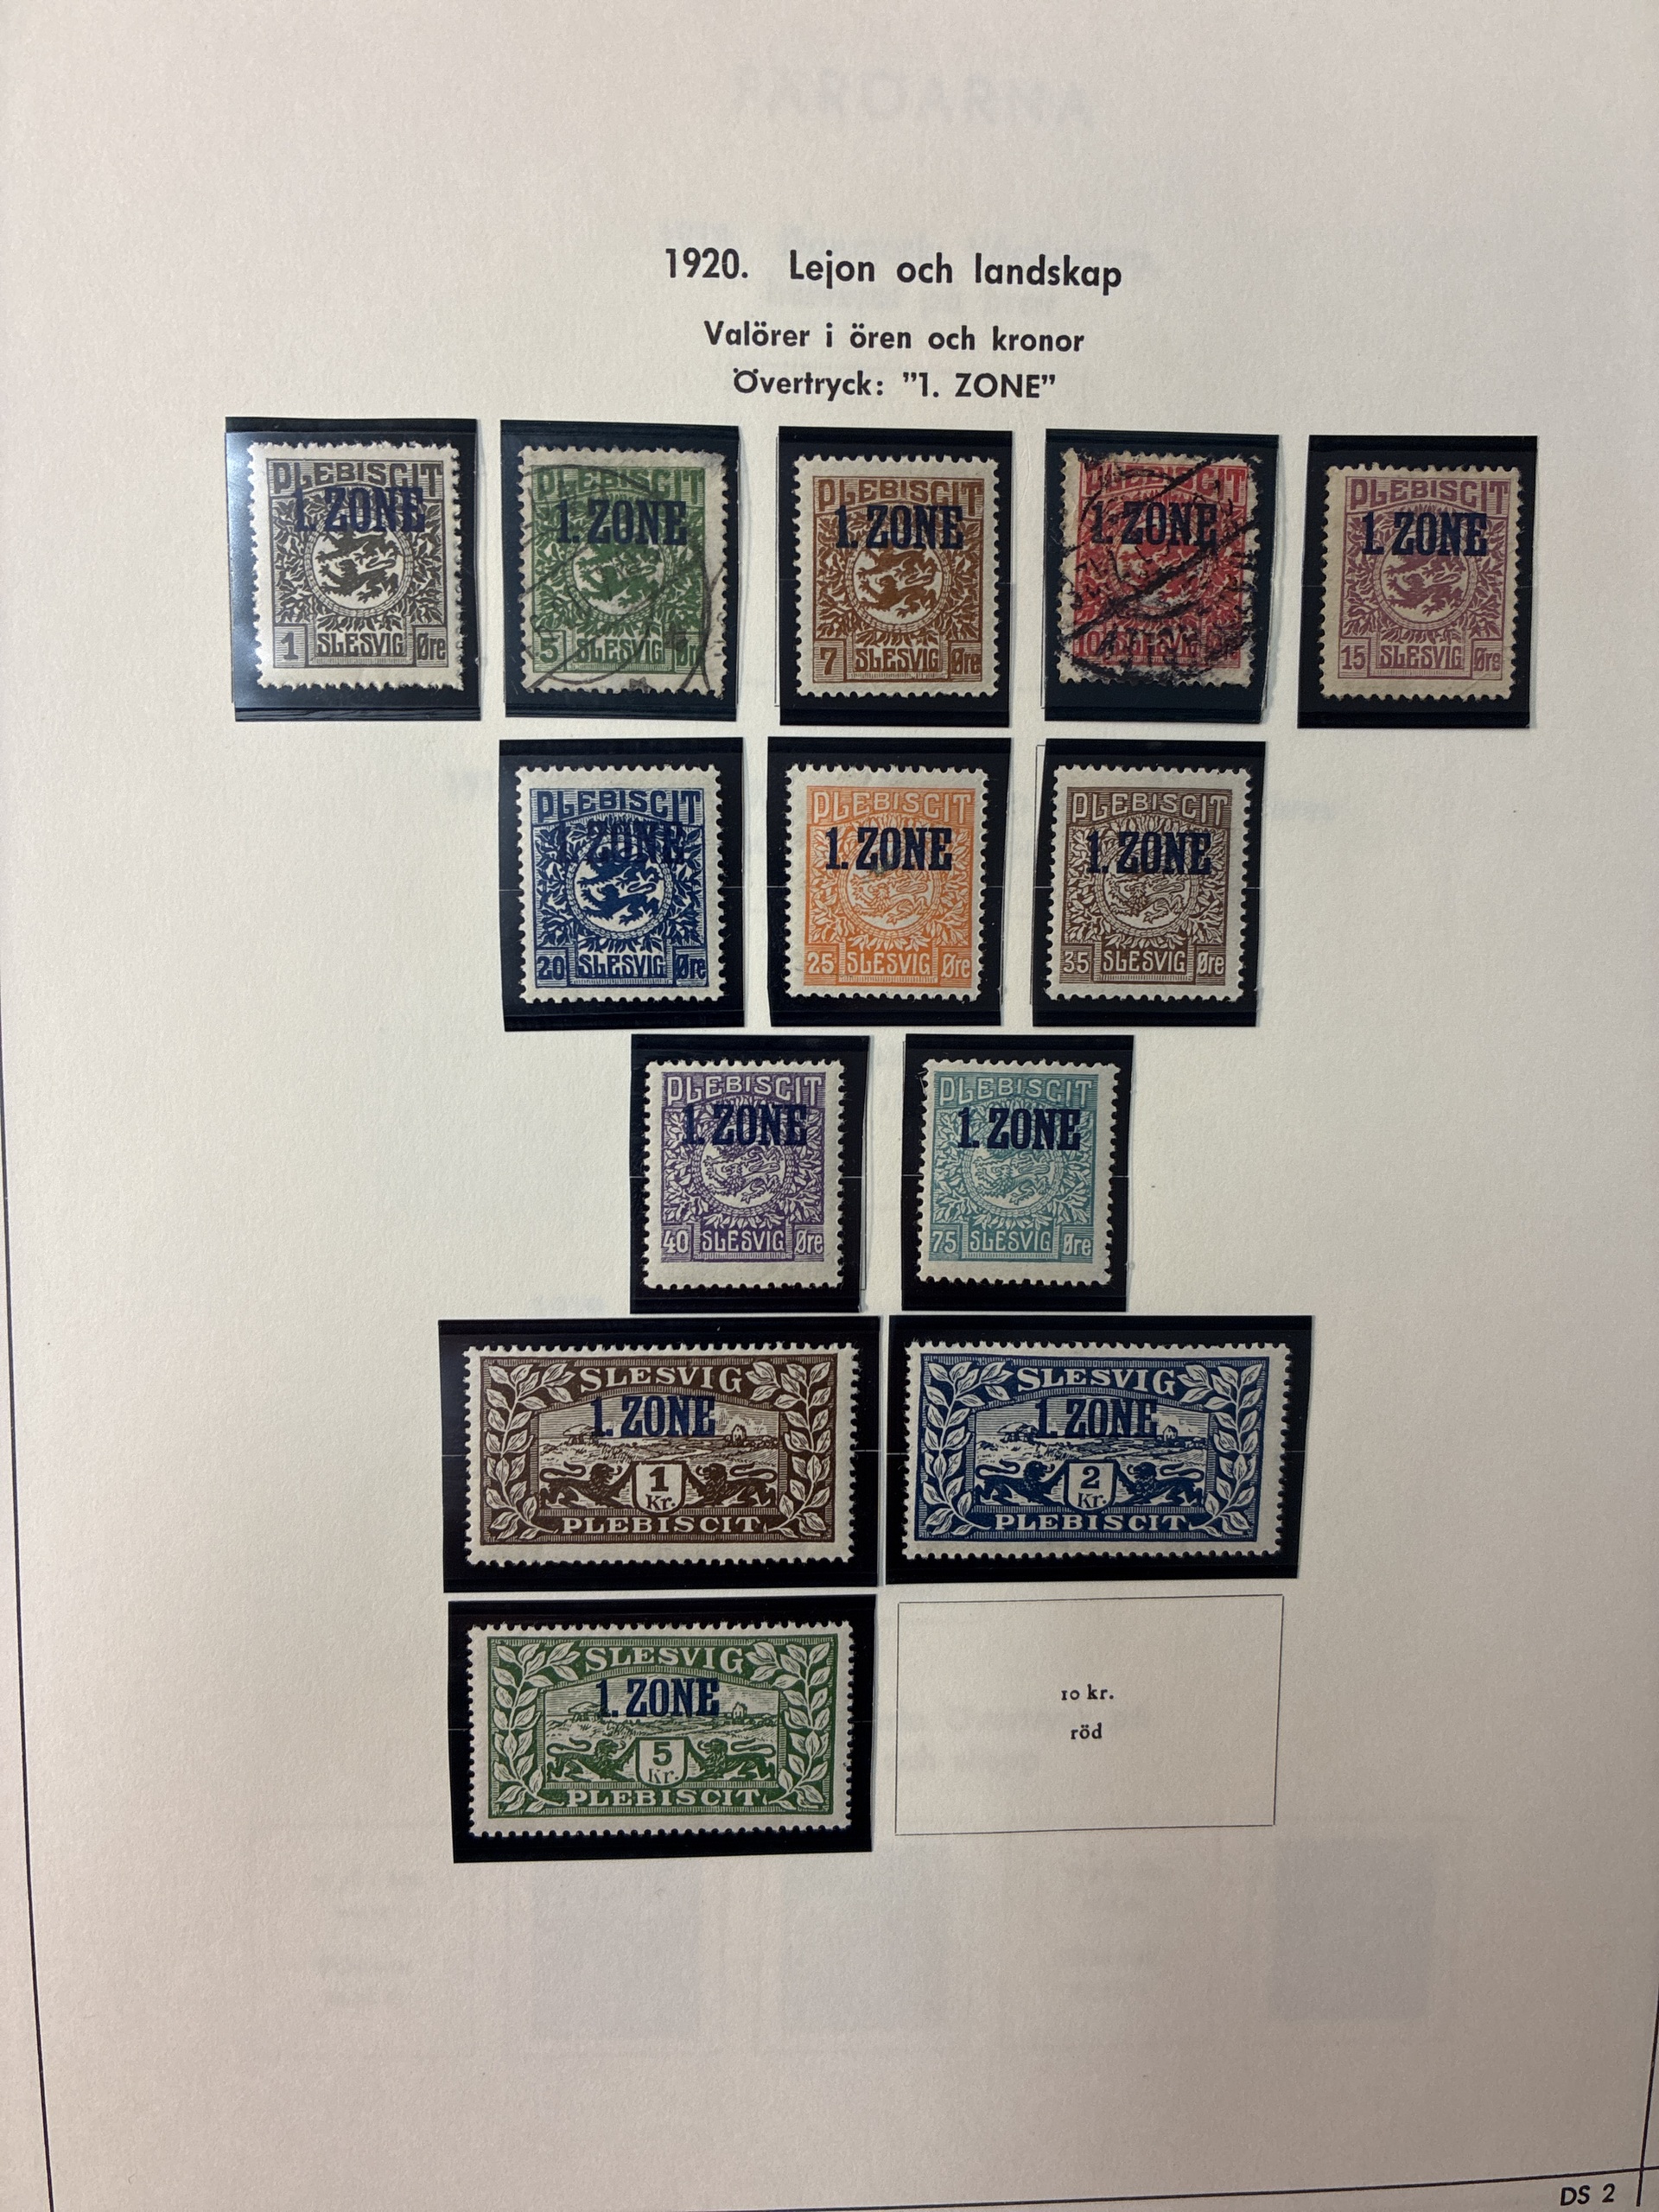 FÄRÖARNA
1920. Lejon och landskap
Valörer i ören och kronor
Övertryck: "1. ZONE"
PLEBISCIT
1. ZONE
1 SLESVIG Øre
PLEBISCIT
1. ZONE
5 SLESVIG Ør
PLEBISCIT
1. ZONE
7 SLESVIG Øre
PLEBISCIT
1. ZONE
10
PLEBISCIT
1. ZONE
15 SLESVIG Øre
PLEBISCIT
1. ZONE
20 SLESVIG Øre
PLEBISCIT
1. ZONE
25 SLESVIG Øre
PLEBISCIT
1. ZONE
35 SLESVIG Øre
PLEBISCIT
1. ZONE
40 SLESVIG Øre
PLEBISCIT
1. ZONE
75 SLESVIG Øre
SLESVIG
1. ZONE
1
Kr.
PLEBISCIT
SLESVIG
1. ZONE
2
Kr.
PLEBISCIT
SLESVIG
1. ZONE
5
Kr.
PLEBISCIT
10 kr.
röd
DS 2